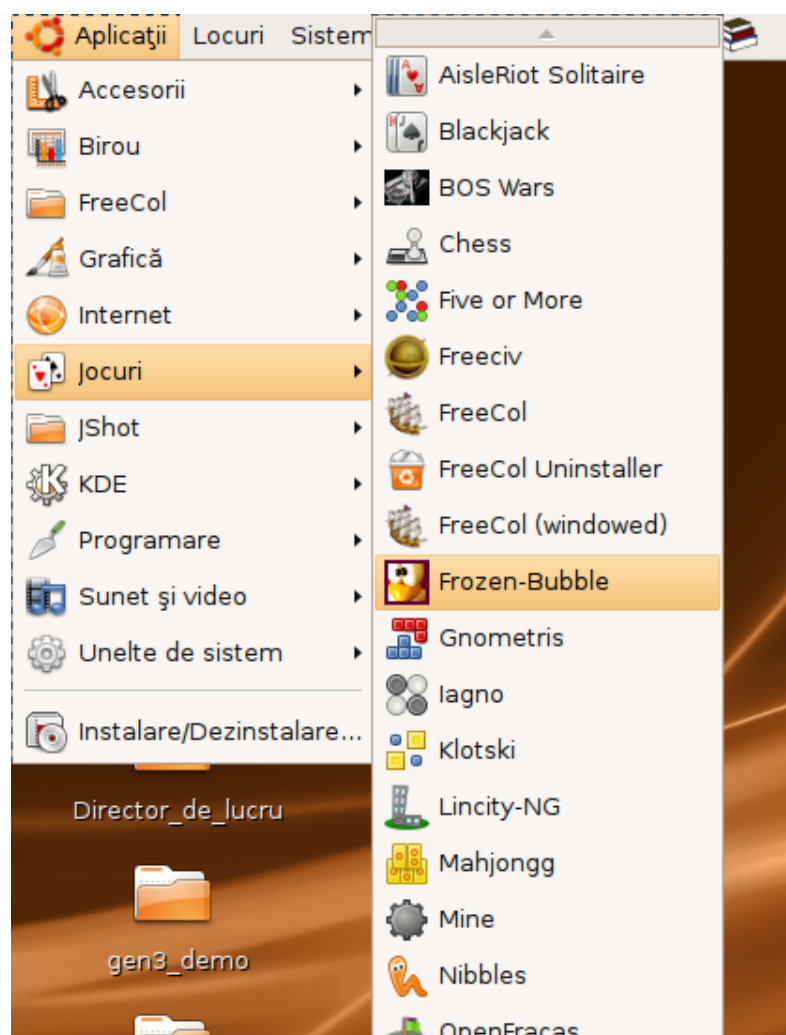 Aplicaţii Locuri Sistem
Accesorii
Birou
FreeCol
Grafică
Internet
Jocuri
JShot
KDE
Programare
Sunet şi video
Unelte de sistem
Instalare/Dezinstalare...
AisleRiot Solitaire
Blackjack
BOS Wars
Chess
Five or More
Freeciv
FreeCol
FreeCol Uninstaller
FreeCol (windowed)
Frozen-Bubble
Gnometris
Iagno
Klotski
Lincity-NG
Mahjongg
Mine
Nibbles
OpenFracas
Director_de_lucru
gen3_demo